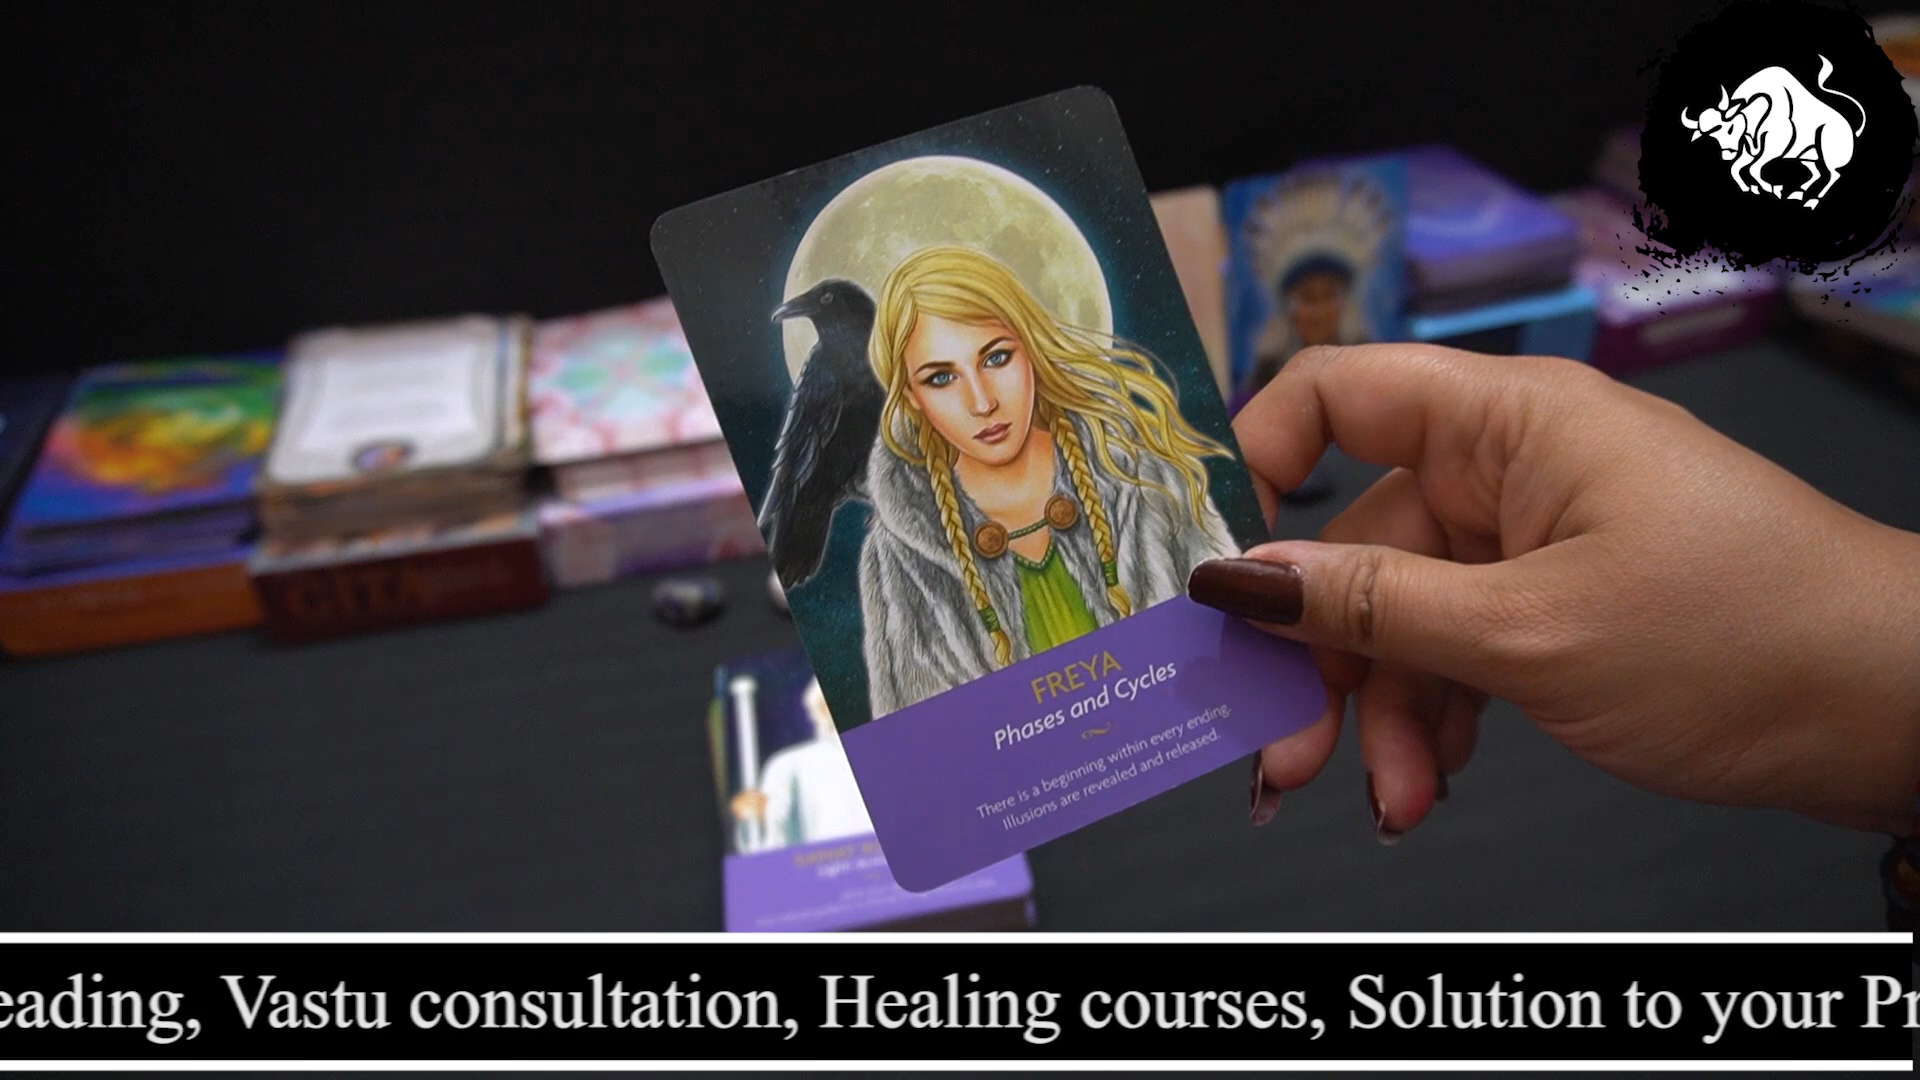 FREYA
Phases and Cycles
There is a beginning within every ending.
Illusions are revealed and released.
eading, Vastu consultation, Healing courses, Solution to your Pr